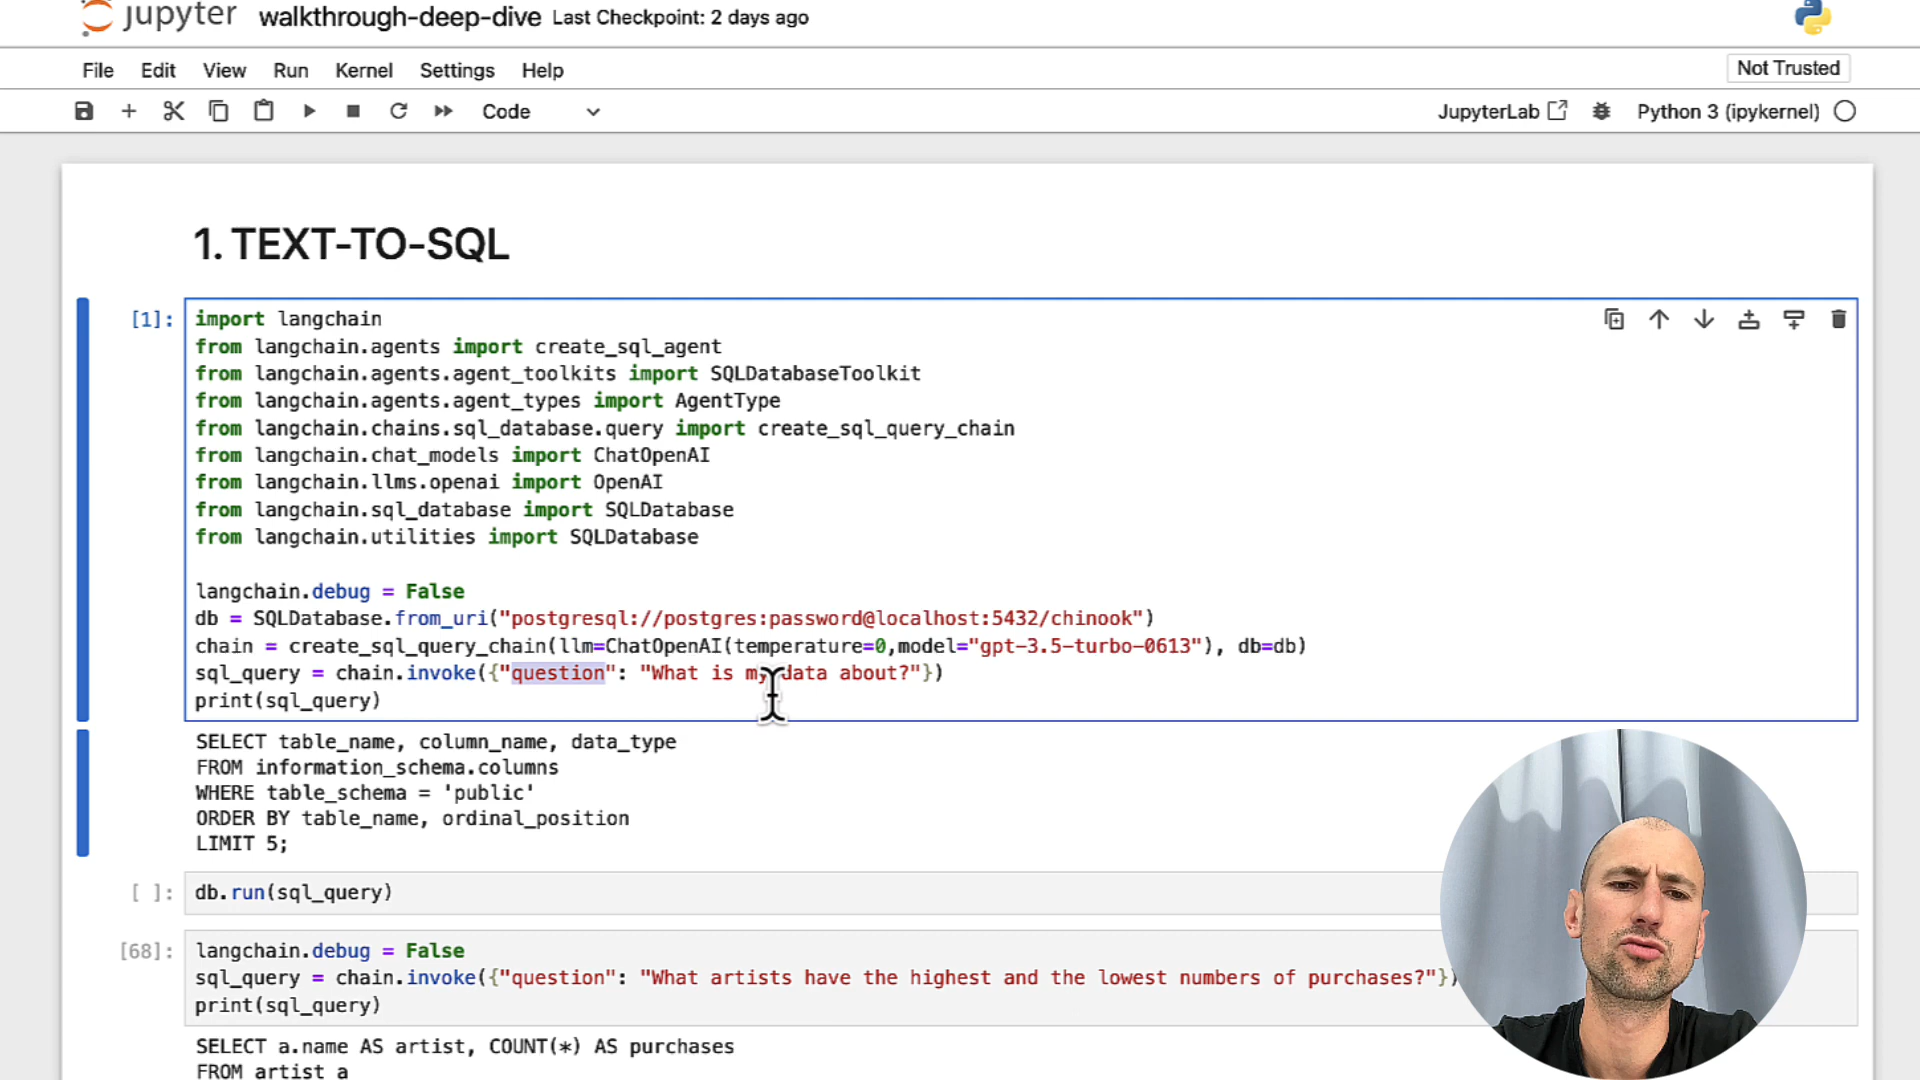 jupyter walkthrough-deep-dive Last Checkpoint: 2 days ago
File Edit View Run Kernel Settings Help Not Trusted
Code JupyterLab Python 3 (ipykernel)
1. TEXT-TO-SQL
[1]: import langchain
from langchain.agents import create_sql_agent
from langchain.agents.agent_toolkits import SQLDatabaseToolkit
from langchain.agents.agent_types import AgentType
from langchain.chains.sql_database.query import create_sql_query_chain
from langchain.chat_models import ChatOpenAI
from langchain.llms.openai import OpenAI
from langchain.sql_database import SQLDatabase
from langchain.utilities import SQLDatabase
langchain.debug = False
db = SQLDatabase.from_uri("postgresql://postgres:password@localhost:5432/chinook")
chain = create_sql_query_chain(llm=ChatOpenAI(temperature=0,model="gpt-3.5-turbo-0613"), db=db)
sql_query = chain.invoke({"question": "What is my data about?"})
print(sql_query)
SELECT table_name, column_name, data_type
FROM information_schema.columns
WHERE table_schema = 'public'
ORDER BY table_name, ordinal_position
LIMIT 5;
[ ]: db.run(sql_query)
[68]: langchain.debug = False
sql_query = chain.invoke({"question": "What artists have the highest and the lowest numbers of purchases?"})
print(sql_query)
SELECT a.name AS artist, COUNT(*) AS purchases
FROM artist a